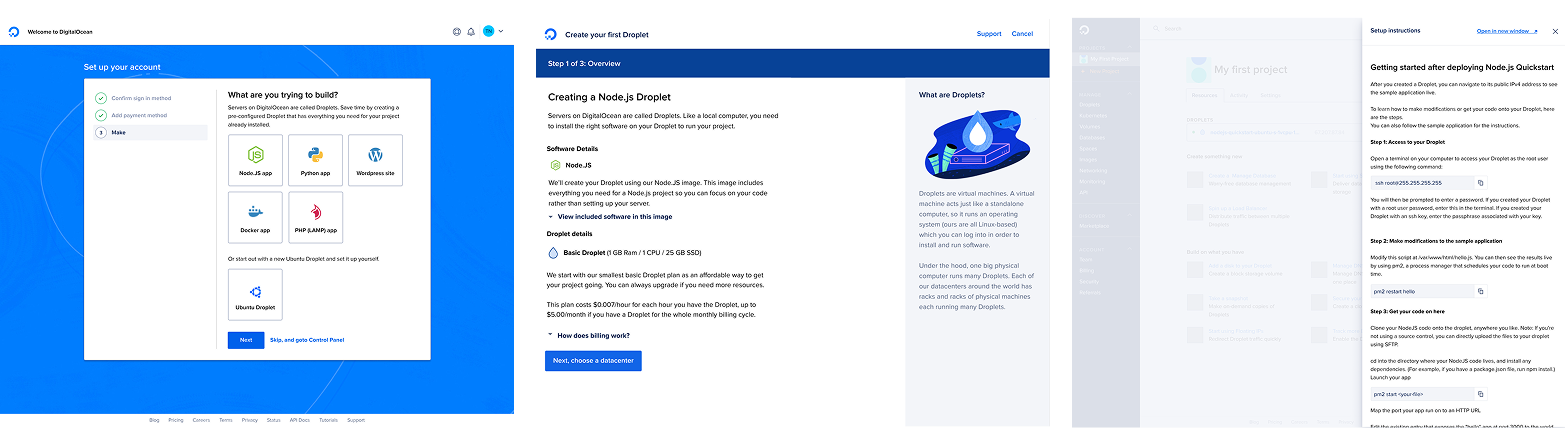 Welcome to DigitalOcean
TN
Set up your account
Confirm sign in method
Add payment method
3
Make
What are you trying to build?
Servers on DigitalOcean are called Droplets. Save time by creating a
pre-configured Droplet that has everything you need for your project
already installed.
Node.JS app
Python app
Wordpress site
Docker app
PHP (LAMP) app
Or start out with a new Ubuntu Droplet and set it up yourself.
Ubuntu Droplet
Next
Skip, and goto Control Panel
Blog
Pricing
Careers
Terms
Privacy
Status
API Docs
Tutorials
Support
Create your first Droplet
Support
Cancel
Step 1 of 3: Overview
Creating a Node.js Droplet
Servers on DigitalOcean are called Droplets. Like a local computer, you need
to install the right software on your Droplet to run your project.
Software Details
Node.JS
We'll create your Droplet using our Node.JS image. This image includes
everything you need for a Node.js project so you can focus on your code
rather than setting up your server.
View included software in this image
Droplet details
Basic Droplet (1 GB Ram / 1 CPU / 25 GB SSD)
We start with our smallest basic Droplet plan as an affordable way to get
your project going. You can always upgrade if you need more resources.
This plan costs $0.007/hour for each hour you have the Droplet, up to
$5.00/month if you have a Droplet for the whole monthly billing cycle.
How does billing work?
Next, choose a datacenter
What are Droplets?
Droplets are virtual machines. A virtual
machine acts just like a standalone
computer, so it runs an operating
system (ours are all Linux-based)
which you can log into in order to
install and run software.
Under the hood, one big physical
computer runs many Droplets. Each of
our datacenters around the world has
racks and racks of physical machines
each running many Droplets.
My first project
Setup instructions
Open in new window
Getting started after deploying Node.js Quickstart
After you created a Droplet, you can navigate to its public IPv4 address to see
the sample application live.
To learn how to make modifications or get your code onto your Droplet, here
are the steps.
You can also follow the sample application for the instructions.
Step 1: Access to your Droplet
Open a terminal on your computer to access your Droplet as the root user
using the following command:
ssh root@255.255.255.255
You will then be prompted to enter a password. If you created your Droplet
with a root user password, enter this in the terminal. If you created your
Droplet with an ssh key, enter the passphrase associated with your key.
Step 2: Make modifications to the sample application
Modify this script at /var/www/html/hello.js. You can then see the results live
by using pm2, a process manager that schedules your code to run at boot
time.
pm2 restart hello
Step 3: Get your code on here
Clone your NodeJS code onto the droplet, anywhere you like. Note: If you're
not using a source control, you can directly upload the files to your droplet
using SFTP.
cd into the directory where your NodeJS code lives, and install any
dependencies. (For example, if you have a package.json file, run npm install.)
Launch your app
pm2 start <your-file>
Map the port your app run on to an HTTP URL